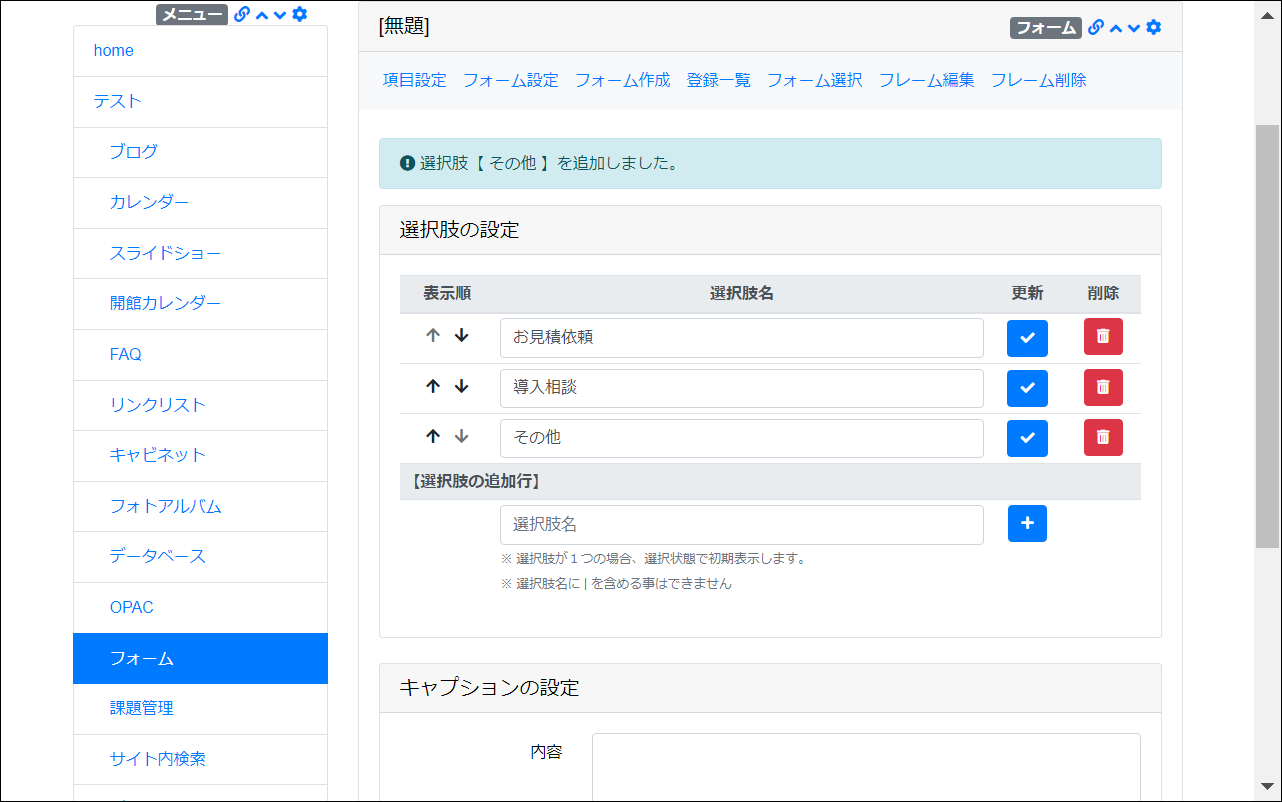 メニュー
home
テスト
ブログ
カレンダー
スライドショー
開館カレンダー
FAQ
リンクリスト
キャビネット
フォトアルバム
データベース
OPAC
フォーム
課題管理
サイト内検索
[無題]
フォーム
項目設定 フォーム設定 フォーム作成 登録一覧 フォーム選択 フレーム編集 フレーム削除
選択肢【 その他 】を追加しました。
選択肢の設定
表示順 選択肢名 更新 削除
お見積依頼
導入相談
その他
【選択肢の追加行】
選択肢名
※ 選択肢が１つの場合、選択状態で初期表示します。
※ 選択肢名に | を含める事はできません
キャプションの設定
内容